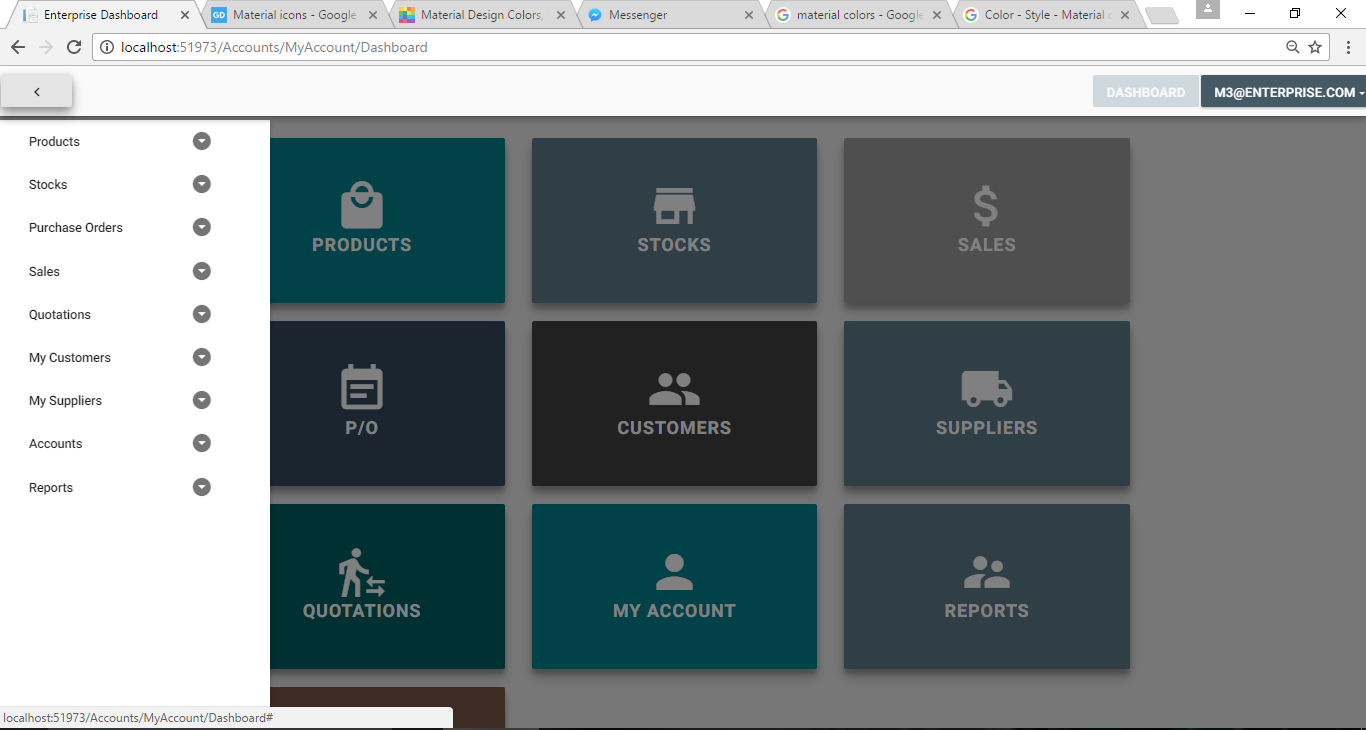 Enterprise Dashboard
GD Material icons - Google
Material Design Colors,
Messenger
material colors - Google
Color - Style - Material c
localhost:51973/Accounts/MyAccount/Dashboard
DASHBOARD
M3@ENTERPRISE.COM
Products
Stocks
Purchase Orders
Sales
Quotations
My Customers
My Suppliers
Accounts
Reports
PRODUCTS
STOCKS
SALES
P/O
CUSTOMERS
SUPPLIERS
QUOTATIONS
MY ACCOUNT
REPORTS
localhost:51973/Accounts/MyAccount/Dashboard#